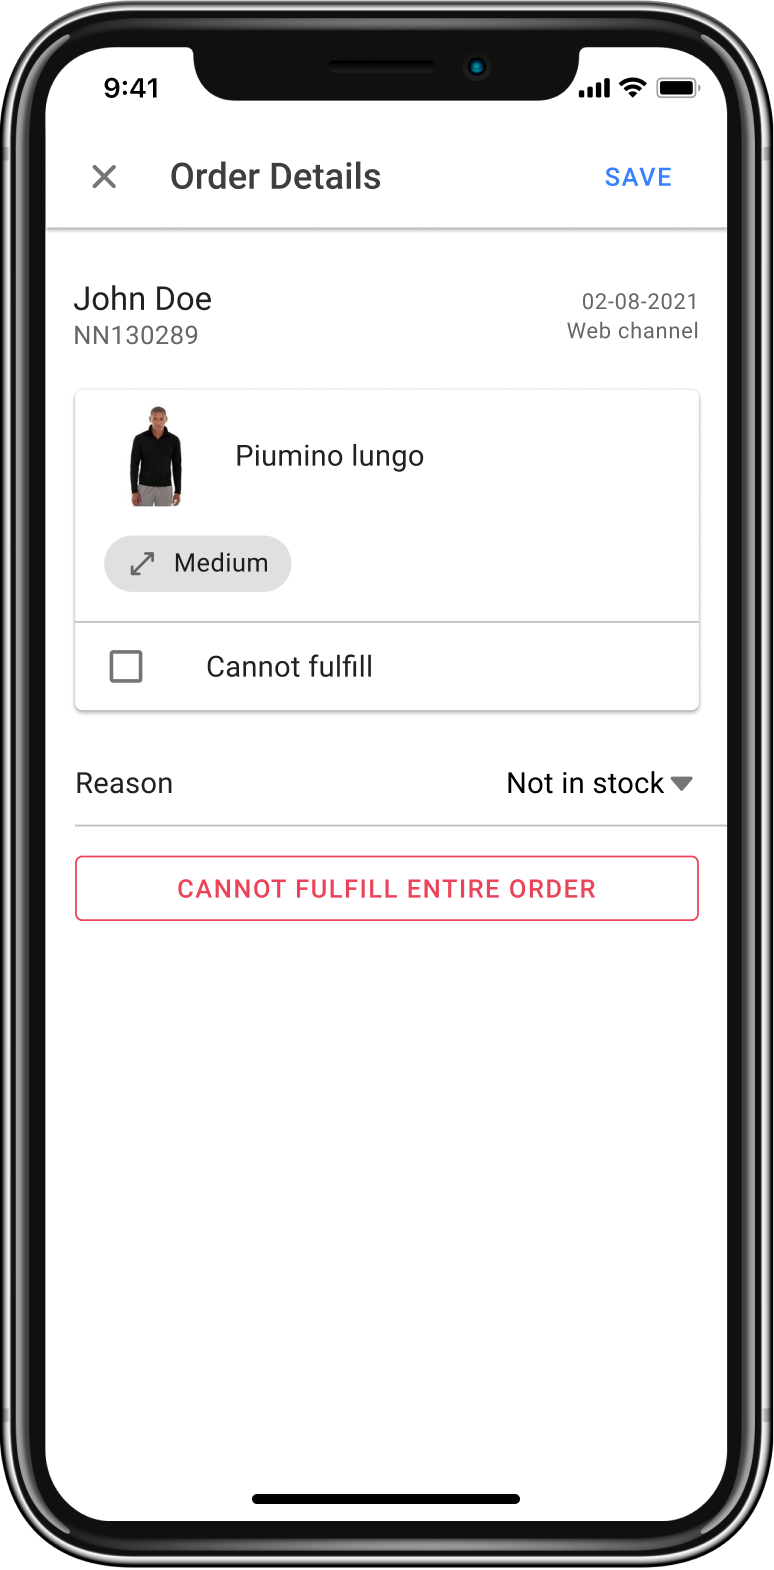 9:41
Order Details
SAVE
John Doe
02-08-2021
NN130289
Web channel
Piumino lungo
Medium
Cannot fulfill
Reason
Not in stock
CANNOT FULFILL ENTIRE ORDER